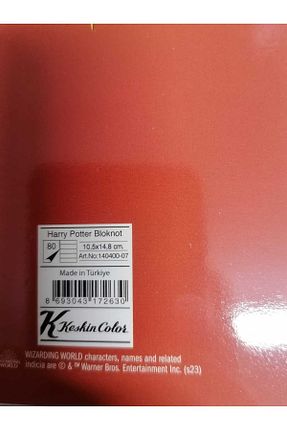 Harry Potter Bloknot
80
10,5x14,8 cm.
Art.No:140400-07
Made in Türkiye
8 693043 172630
K Keskin Color
WIZARDING WORLD characters, names and related
indicia are © & ™ Warner Bros. Entertainment Inc. (s23)
WORLD